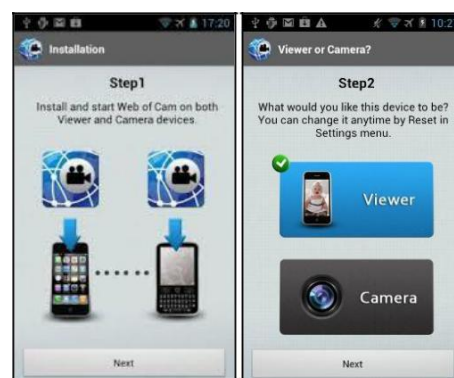 17:20
Installation
Step1
Install and start Web of Cam on both
Viewer and Camera devices.
Next
10:2
Viewer or Camera?
Step2
What would you like this device to be?
You can change it anytime by Reset in
Settings menu.
Viewer
Camera
Next